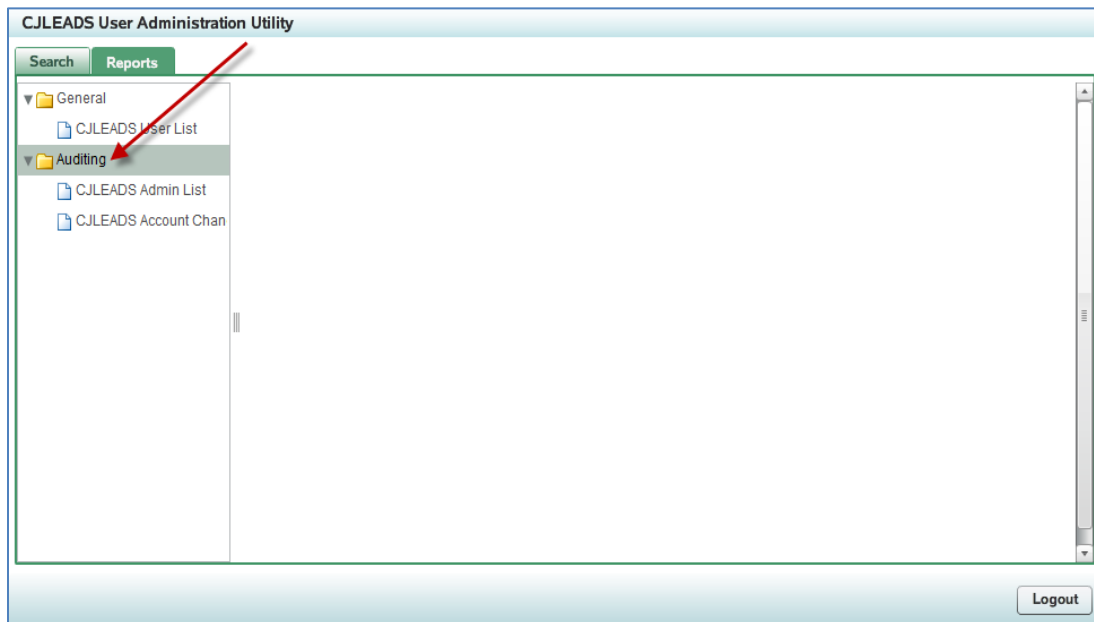 CJLEADS User Administration Utility
Search Reports
General
CJLEADS User List
Auditing
CJLEADS Admin List
CJLEADS Account Chan
Logout